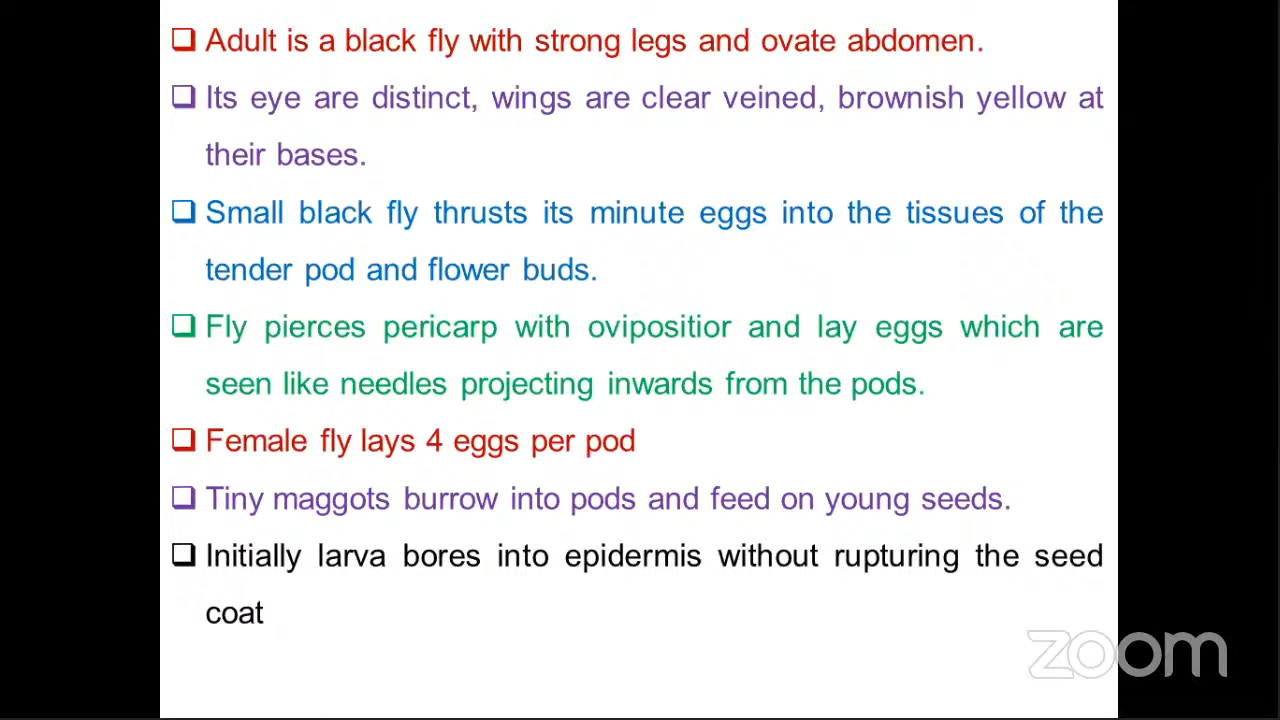 Adult is a black fly with strong legs and ovate abdomen.
Its eye are distinct, wings are clear veined, brownish yellow at
their bases.
Small black fly thrusts its minute eggs into the tissues of the
tender pod and flower buds.
Fly pierces pericarp with ovipositior and lay eggs which are
seen like needles projecting inwards from the pods.
Female fly lays 4 eggs per pod
Tiny maggots burrow into pods and feed on young seeds.
Initially larva bores into epidermis without rupturing the seed
coat
zoom